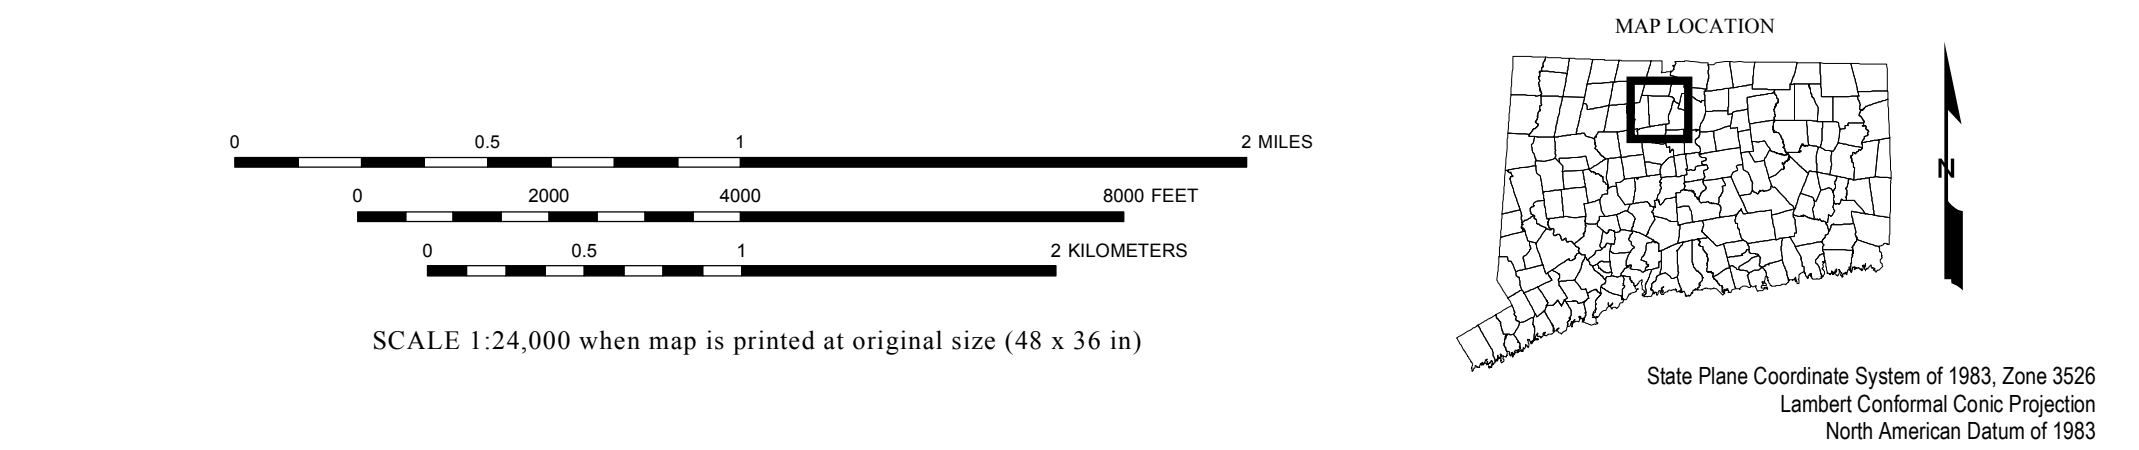 MAP LOCATION
0 0.5 1 2 MILES
0 2000 4000 8000 FEET
0 0.5 1 2 KILOMETERS
N
SCALE 1:24,000 when map is printed at original size (48 x 36 in)
State Plane Coordinate System of 1983, Zone 3526
Lambert Conformal Conic Projection
North American Datum of 1983